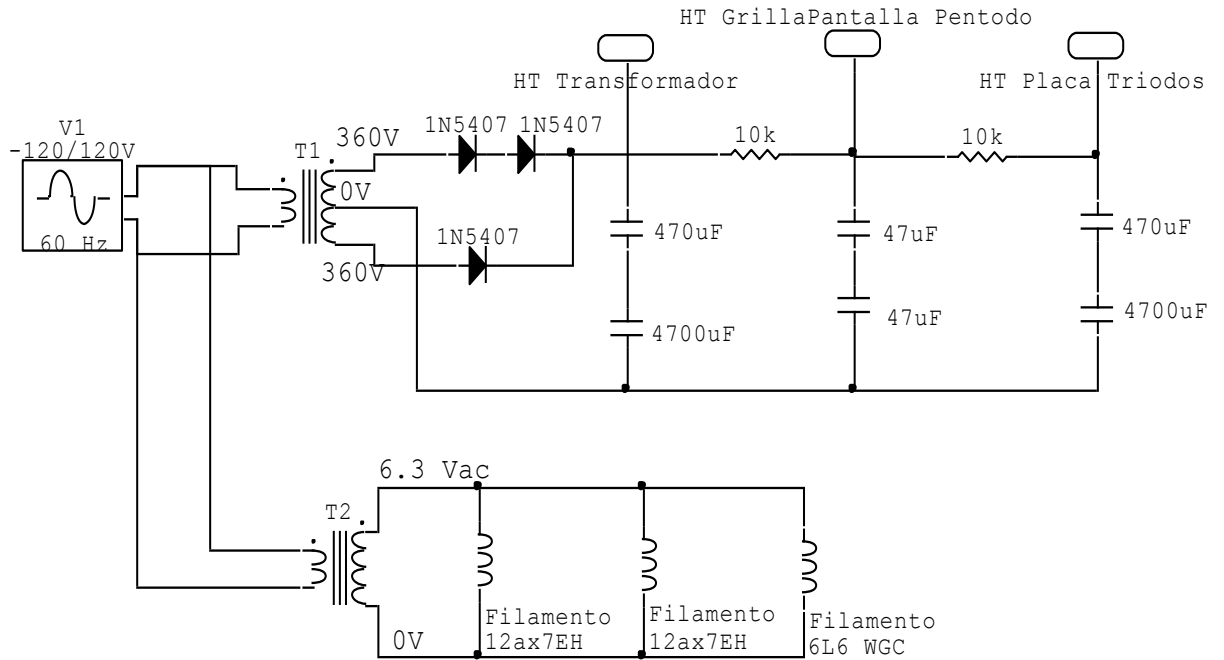 HT GrillaPantalla Pentodo
HT Transformador
HT Placa Triodos
V1
-120/120V
60 Hz
T1
360V
0V
360V
1N5407
1N5407
1N5407
10k
10k
470uF
4700uF
47uF
47uF
470uF
4700uF
6.3 Vac
T2
0V
Filamento
12ax7EH
Filamento
12ax7EH
Filamento
6L6 WGC